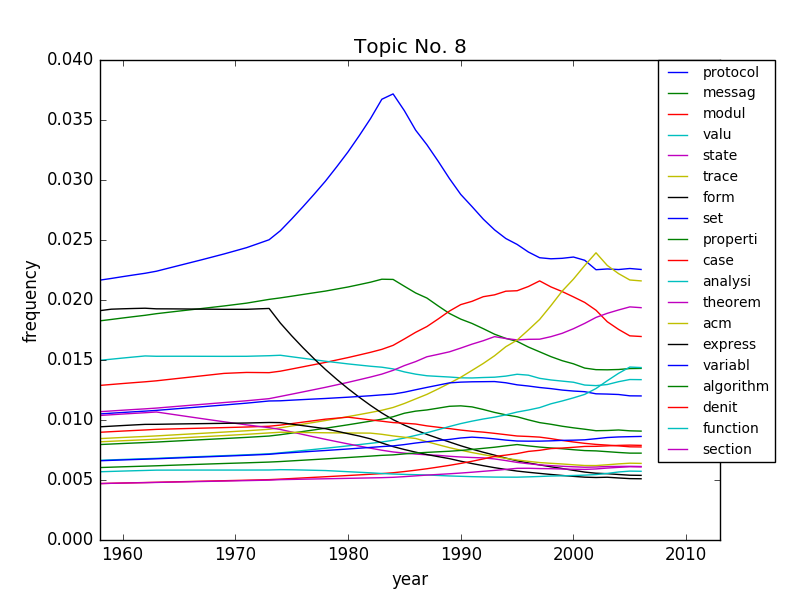 Topic No. 8
0.040
0.035
0.030
0.025
0.020
0.015
0.010
0.005
0.000
frequency
1960 1970 1980 1990 2000 2010
year
protocol
messag
modul
valu
state
trace
form
set
properti
case
analysi
theorem
acm
express
variabl
algorithm
denit
function
section